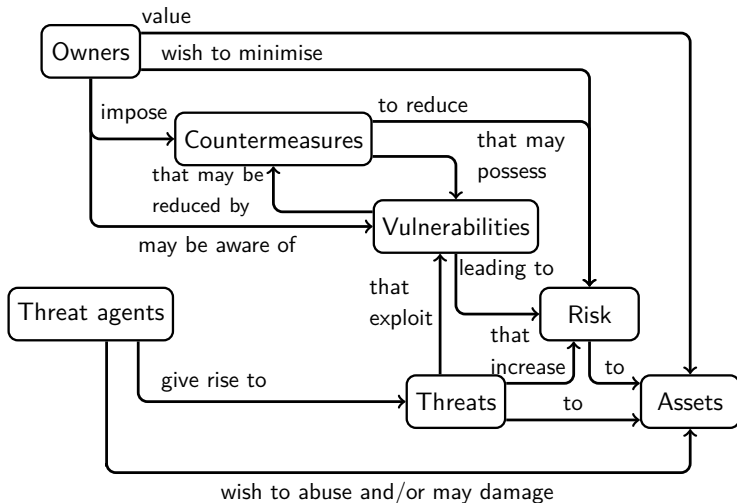 value
Owners
wish to minimise
impose
to reduce
Countermeasures
that may
possess
that may be
reduced by
Vulnerabilities
may be aware of
leading to
that
exploit
Threat agents
Risk
that
increase
give rise to
to
Threats
to
Assets
wish to abuse and/or may damage